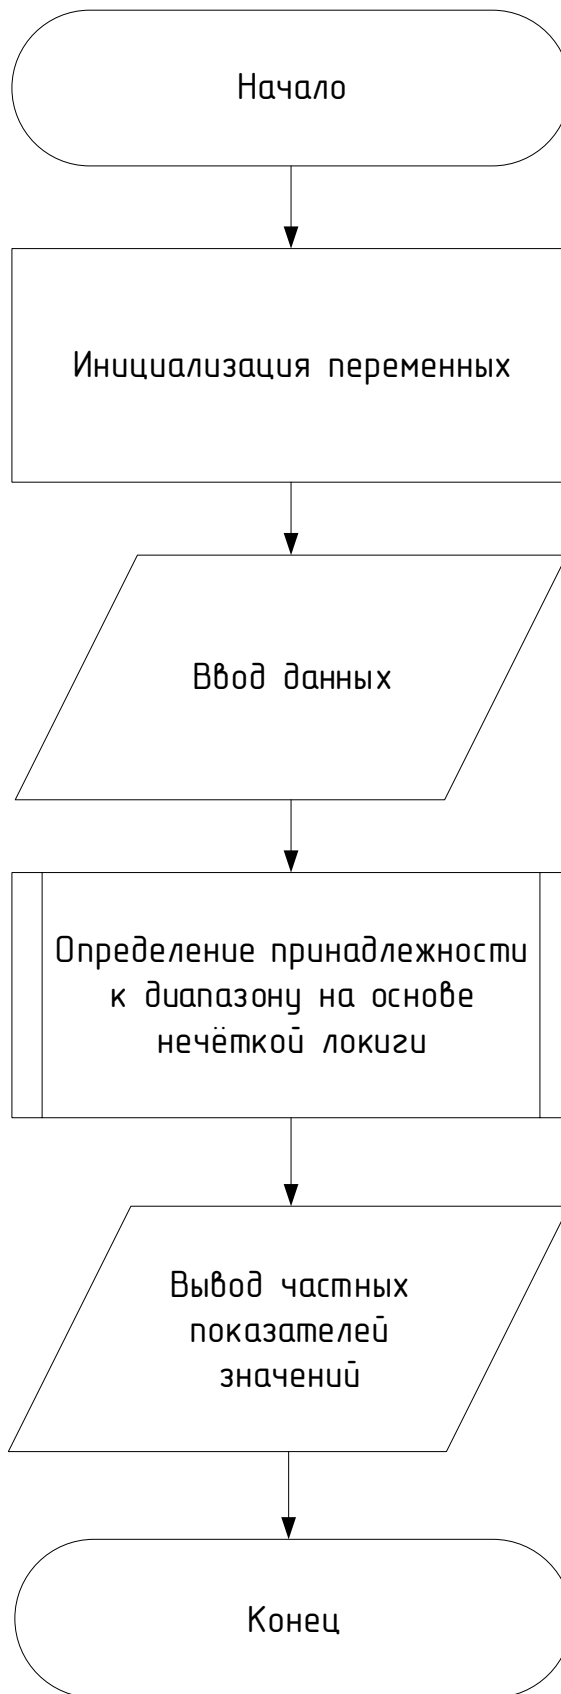 Начало
Инициализация переменных
Ввод данных
Определение принадлежности
к диапазону на основе
нечёткой локиги
Вывод частных
показателей
значений
Конец